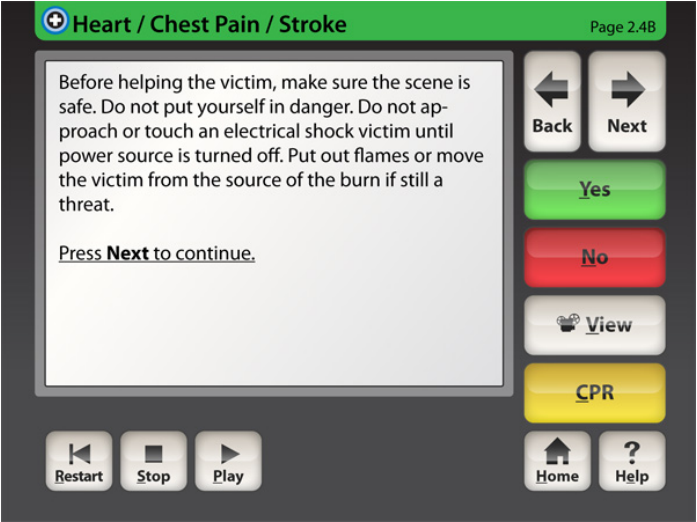 Heart / Chest Pain / Stroke
Page 2.4B
Before helping the victim, make sure the scene is
safe. Do not put yourself in danger. Do not ap-
proach or touch an electrical shock victim until
power source is turned off. Put out flames or move
the victim from the source of the burn if still a
threat.
Press Next to continue.
Back
Next
Yes
No
View
CPR
Restart
Stop
Play
Home
? Help